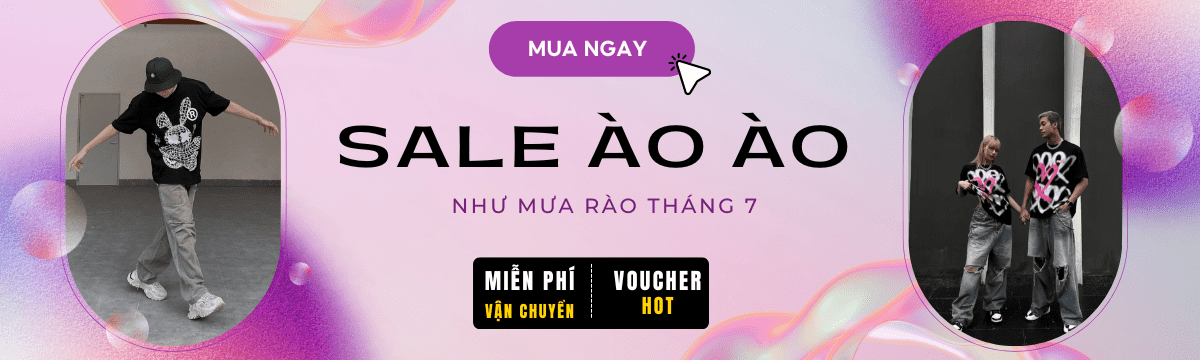 MUA NGAY
SALE ÀO ÀO
NHƯ MƯA RÀO THÁNG 7
MIỄN PHÍ
VẬN CHUYỂN
VOUCHER
HOT